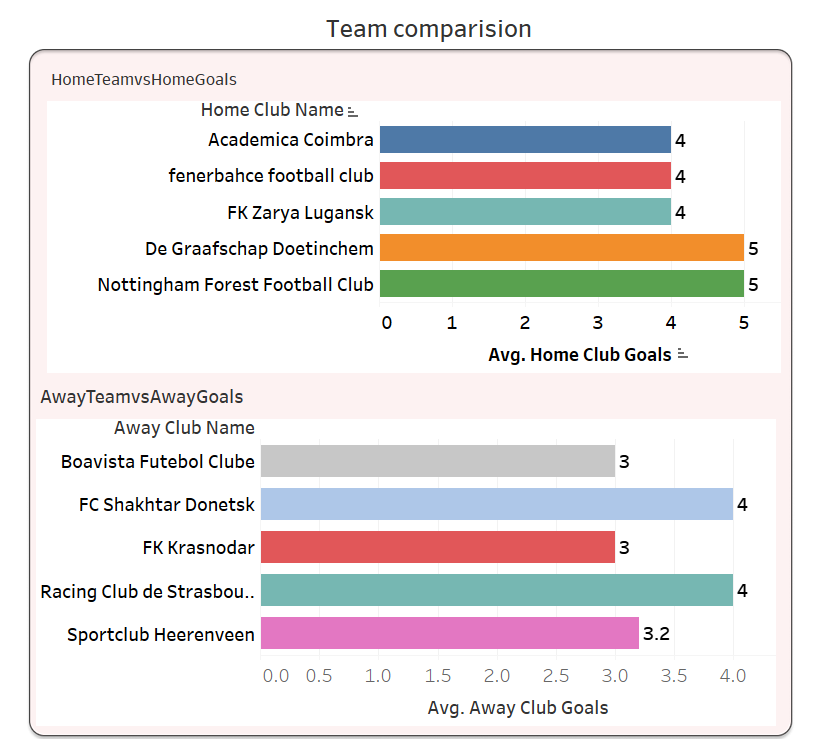 Team comparision
HomeTeamvsHomeGoals
Home Club Name
Academica Coimbra 4
fenerbahce football club 4
FK Zarya Lugansk 4
De Graafschap Doetinchem 5
Nottingham Forest Football Club 5
0 1 2 3 4 5
Avg. Home Club Goals
AwayTeamvsAwayGoals
Away Club Name
Boavista Futebol Clube 3
FC Shakhtar Donetsk 4
FK Krasnodar 3
Racing Club de Strasbou.. 4
Sportclub Heerenveen 3.2
0.0 0.5 1.0 1.5 2.0 2.5 3.0 3.5 4.0
Avg. Away Club Goals